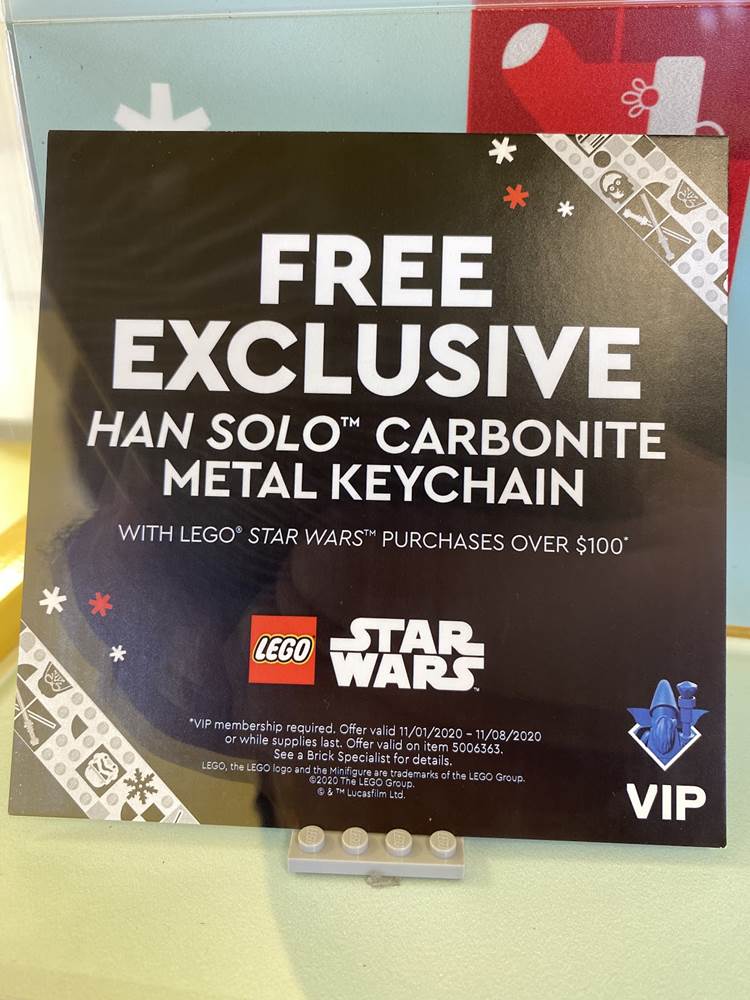 FREE
EXCLUSIVE
HAN SOLO™ CARBONITE
METAL KEYCHAIN
WITH LEGO® STAR WARS™ PURCHASES OVER $100*
LEGO
STAR
WARS™
*VIP membership required. Offer valid 11/01/2020 – 11/08/2020
or while supplies last. Offer valid on item 5006363.
See a Brick Specialist for details.
LEGO, the LEGO logo and the Minifigure are trademarks of the LEGO Group.
©2020 The LEGO Group.
© & ™ Lucasfilm Ltd.
VIP